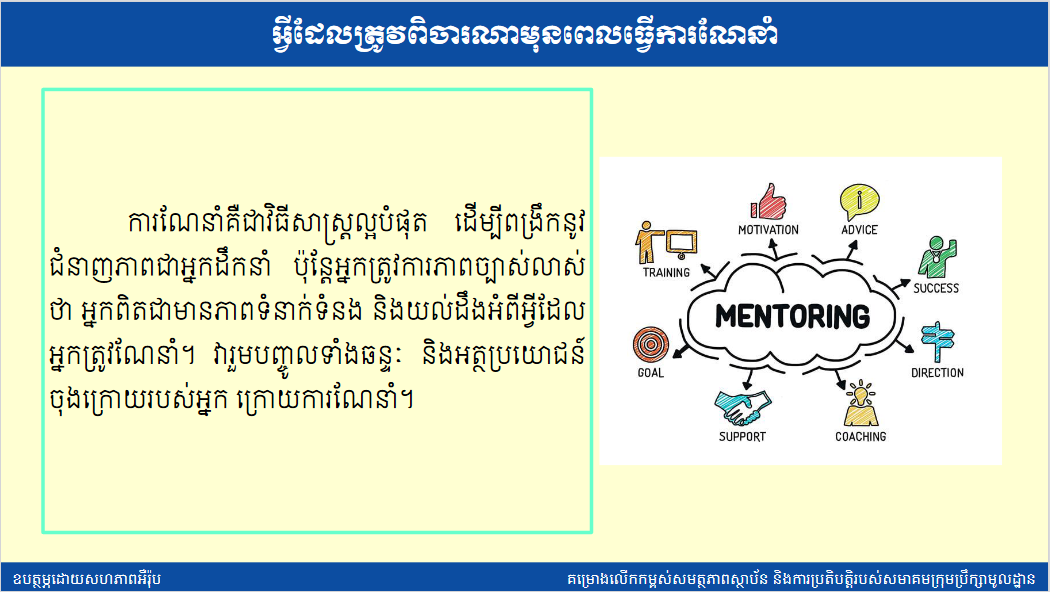 អ្វីដែលត្រូវពិចារណាមុនពេលធ្វើការណែនាំ
ការណែនាំគឺជាវិធីសាស្ត្រល្អបំផុត ដើម្បីពង្រឹកនូវ
ជំនាញភាពជាអ្នកដឹកនាំ ប៉ុន្តែអ្នកត្រូវការភាពច្បាស់លាស់
ថា អ្នកពិតជាមានភាពទំនាក់ទំនង និងយល់ដឹងអំពីអ្វីដែល
អ្នកត្រូវណែនាំ។ វារួមបញ្ចូលទាំងឆន្ទៈ និងអត្ថប្រយោជន៍
ចុងក្រោយរបស់អ្នក ក្រោយការណែនាំ។
MOTIVATION
ADVICE
TRAINING
SUCCESS
MENTORING
GOAL
DIRECTION
SUPPORT
COACHING
ឧបត្ថម្ភដោយសហភាពអឺរ៉ុប
គម្រោងលើកកម្ពស់សមត្ថភាពស្ថាប័ន និងការប្រតិបត្តិរបស់សមាគមក្រុមប្រឹក្សាមូលដ្ឋាន